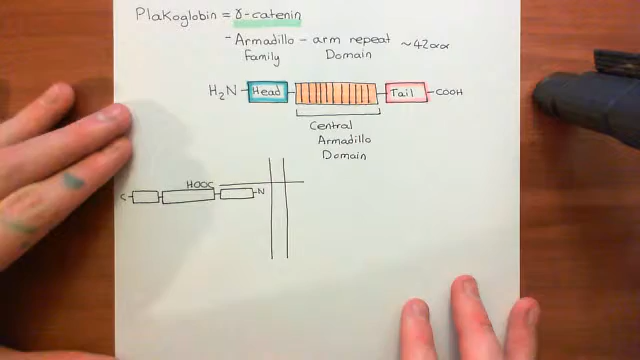 Plakoglobin = γ-catenin
- Armadillo - arm repeat ~42aa
Family Domain
H₂N Head Tail COOH
Central
Armadillo
Domain
HOOC
C N